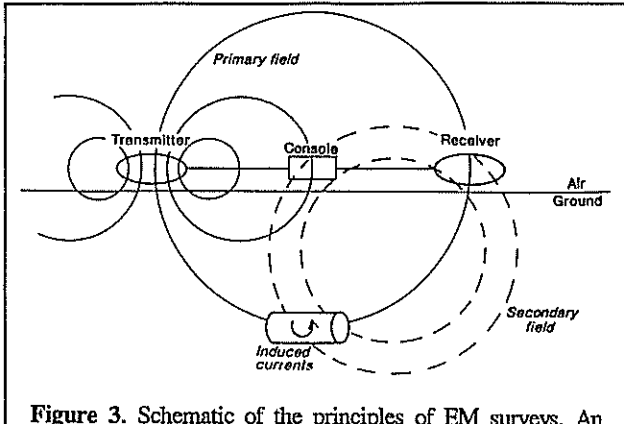 Primary field
Transmitter
Console
Receiver
Air
Ground
Secondary
field
Induced
currents
Figure 3. Schematic of the principles of EM surveys. An